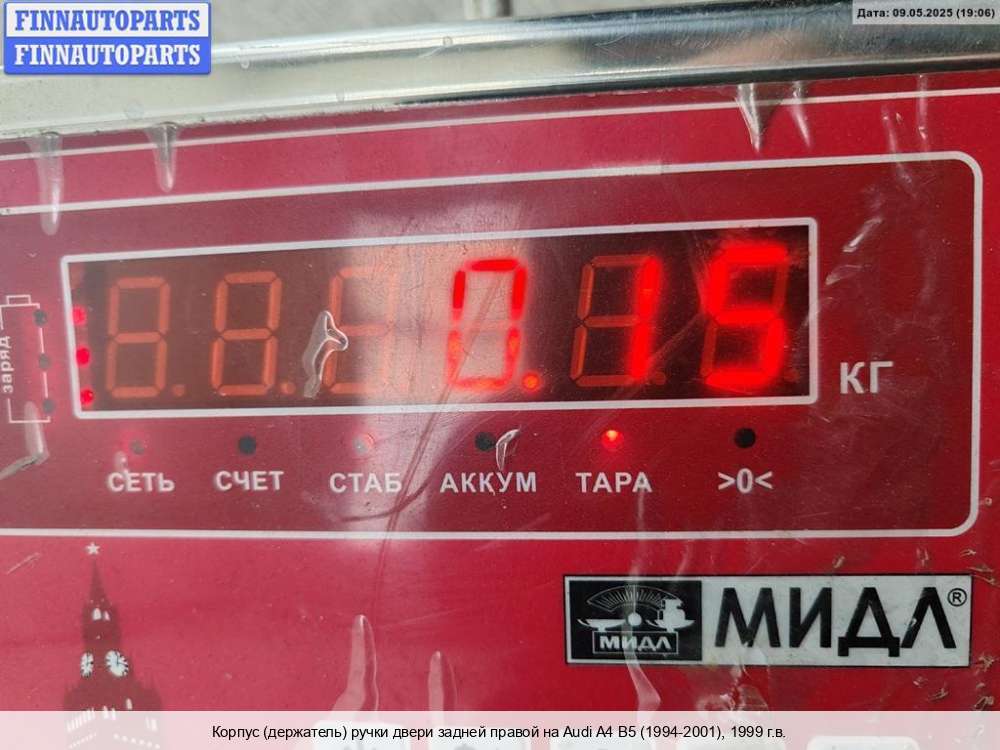 FINNAUTOPARTS
FINNAUTOPARTS
Дата: 09.05.2025 (19:06)
0.15
КГ
заряд
СЕТЬ СЧЕТ СТАБ АККУМ ТАРА >0<
МИДЛ МИДЛ®
Корпус (держатель) ручки двери задней правой на Audi A4 B5 (1994-2001), 1999 г.в.